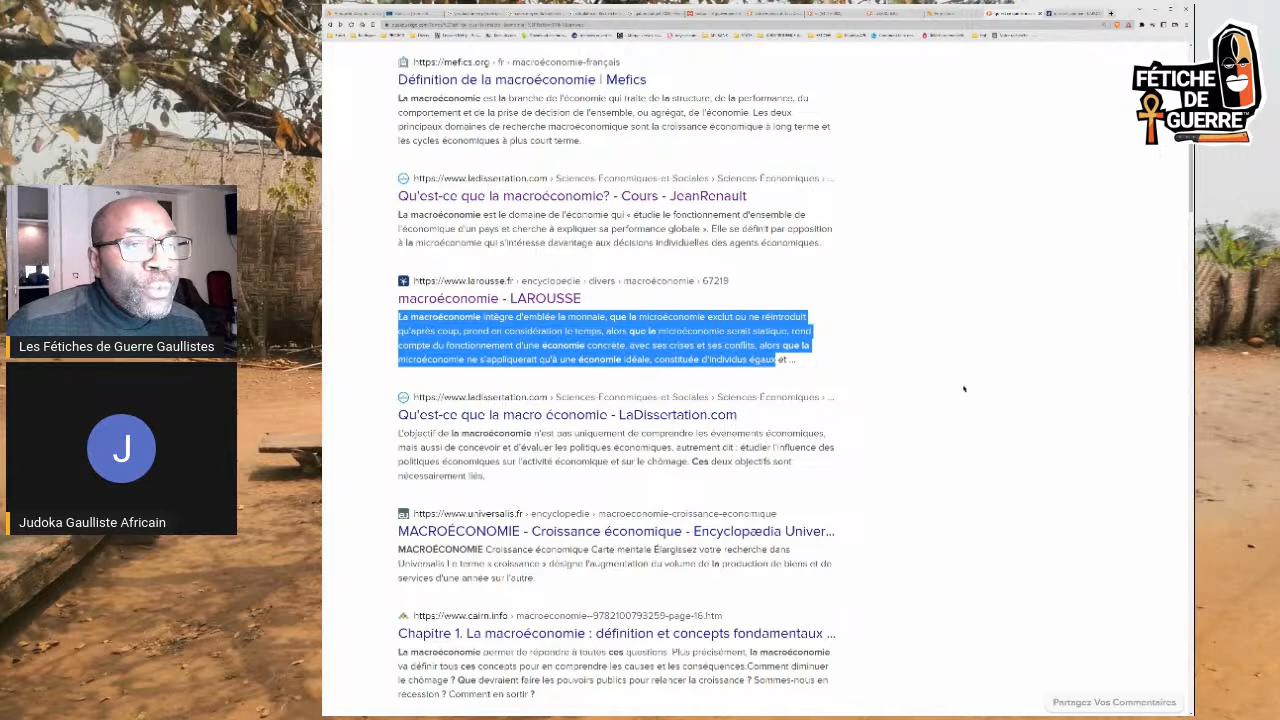 https://mefics.org › fr › macroéconomie-français
Définition de la macroéconomie | Mefics
La macroéconomie est la branche de l'économie qui traite de la structure, de la performance, du
comportement et de la prise de décision de l'ensemble, ou agrégat, de l'économie. Les deux
principaux domaines de recherche macroéconomique sont la croissance économique à long terme et
les cycles économiques à plus court terme.
https://www.ladissertation.com › Sciences-Economiques-et-Sociales › Sciences-Économiques › ...
Qu'est-ce que la macroéconomie? - Cours - JeanRenault
La macroéconomie est le domaine de l'économie qui « étudie le fonctionnement d'ensemble de
l'économique d'un pays et cherche à expliquer sa performance globale ». Elle se définit par opposition
à la microéconomie qui s'intéresse davantage aux décisions individuelles des agents économiques.
https://www.larousse.fr › encyclopedie › divers › macroéconomie › 67219
macroéconomie - LAROUSSE
La macroéconomie intègre d'emblée la monnaie, que la microéconomie exclut ou ne réintroduit
qu'après coup, prend en considération le temps, alors que la microéconomie serait statique, rend
compte du fonctionnement d'une économie concrète, avec ses crises et ses conflits, alors que la
microéconomie ne s'appliquerait qu'à une économie idéale, constituée d'individus égaux et ...
https://www.ladissertation.com › Sciences-Economiques-et-Sociales › Sciences-Économiques › ...
Qu'est-ce que la macro économie - LaDissertation.com
L'objectif de la macroéconomie n'est pas uniquement de comprendre les évenements économiques,
mais aussi de concevoir et d'évaluer les politiques économiques, autrement dit : étudier l'influence des
politiques économiques sur l'activité économique et sur le chômage. Ces deux objectifs sont
nécessairement liés.
https://www.universalis.fr › encyclopedie › macroeconomie-croissance-economique
MACROÉCONOMIE - Croissance économique - Encyclopædia Univer...
MACROÉCONOMIE Croissance économique Carte mentale Élargissez votre recherche dans
Universalis Le terme « croissance » désigne l'augmentation du volume de la production de biens et de
services d'une année sur l'autre.
https://www.cairn.info › macroeconomie--9782100793259-page-16.htm
Chapitre 1. La macroéconomie : définition et concepts fondamentaux ...
La macroéconomie permet de répondre à toutes ces questions. Plus précisément, la macroéconomie
va définir tous ces concepts pour en comprendre les causes et les conséquences.Comment diminuer
le chômage ? Que devraient faire les pouvoirs publics pour relancer la croissance ? Sommes-nous en
récession ? Comment en sortir ?
Partagez Vos Commentaires
FÉTICHE
DE
GUERRE
Les Fétiches de Guerre Gaullistes
J
Judoka Gaulliste Africain